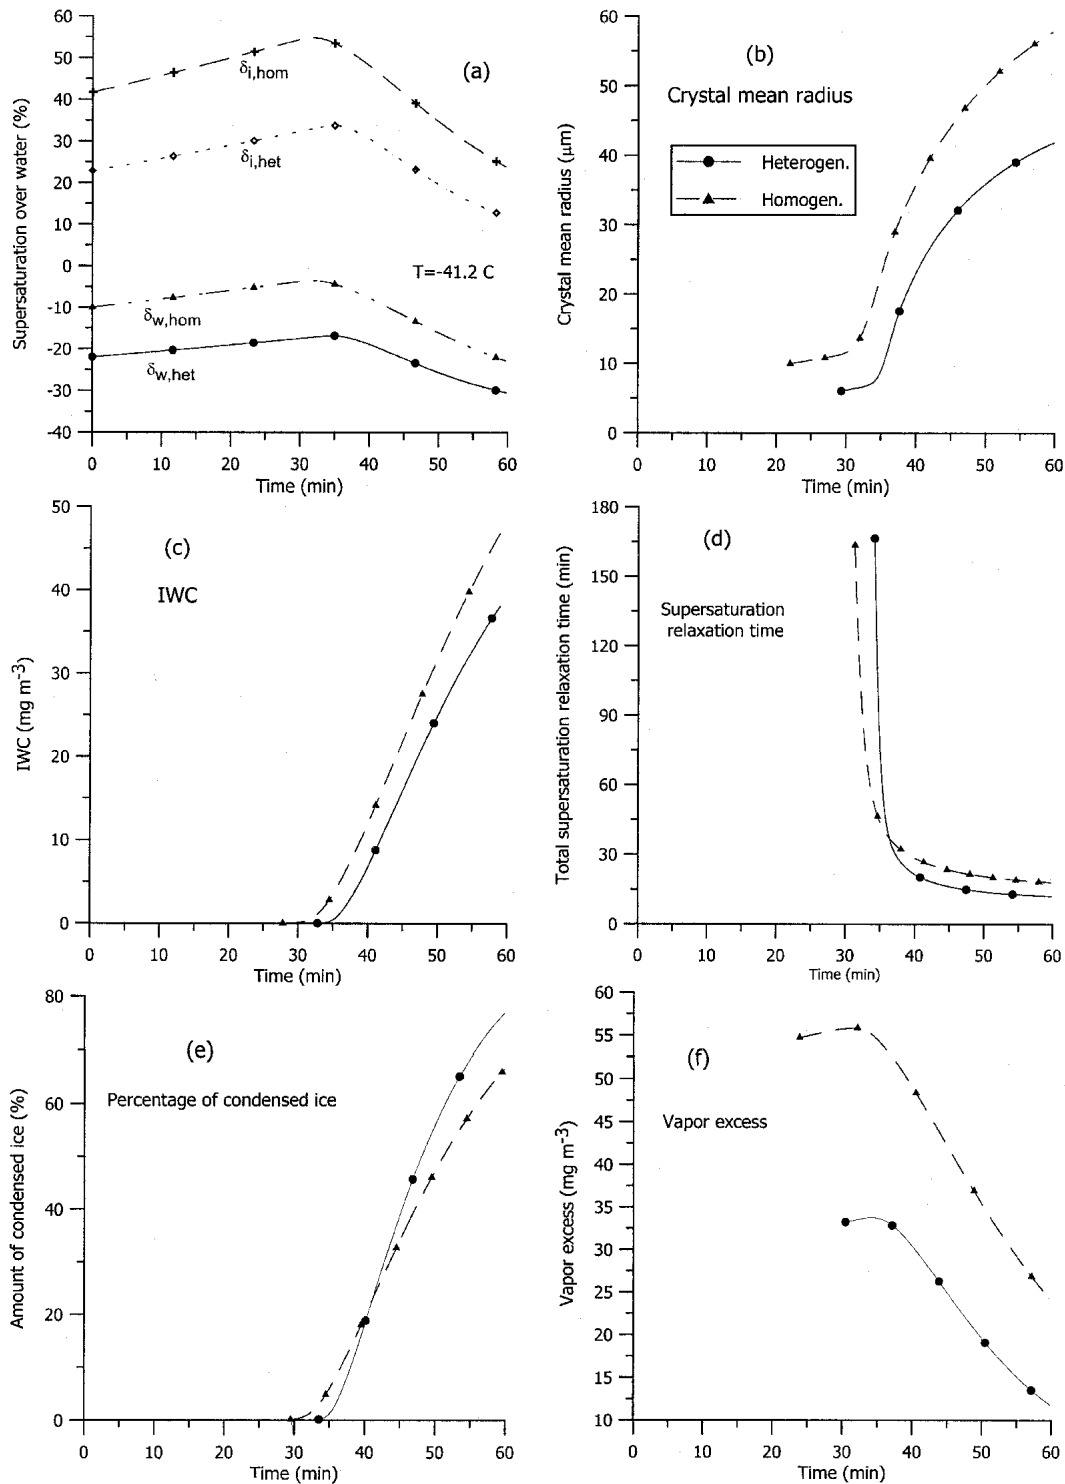 60
50
40
30
20
10
0
-10
-20
-30
-40
Supersaturation over water (%)
(a)
δi,hom
δi,het
T=-41.2 C
δw,hom
δw,het
0 10 20 30 40 50 60
Time (min)
60
50
40
30
20
10
0
Crystal mean radius (μm)
(b)
Crystal mean radius
Heterogen.
Homogen.
0 10 20 30 40 50 60
Time (min)
50
40
30
20
10
0
IWC (mg m-3)
(c)
IWC
0 10 20 30 40 50 60
Time (min)
180
150
120
90
60
30
0
Total supersaturation relaxation time (min)
(d)
Supersaturation
relaxation time
0 10 20 30 40 50 60
Time (min)
80
60
40
20
0
Amount of condensed ice (%)
(e)
Percentage of condensed ice
0 10 20 30 40 50 60
Time (min)
60
55
50
45
40
35
30
25
20
15
10
Vapor excess (mg m-3)
(f)
Vapor excess
0 10 20 30 40 50 60
Time (min)